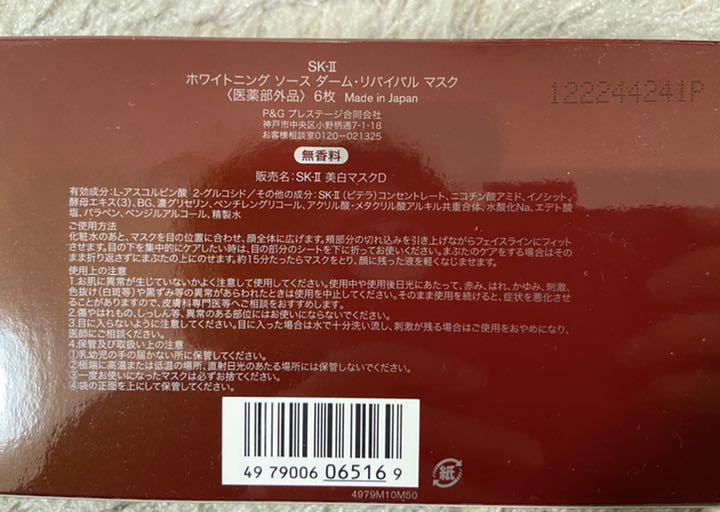 SK-II
ホワイトニング ソース ダーム・リバイバル マスク
〈医薬部外品〉 6枚 Made in Japan
122244241P
P&G プレステージ合同会社
神戸市中央区小野柄通7-1-18
お客様相談室0120-021325
無香料
販売名：SK-II 美白マスクD
有効成分：L-アスコルビン酸 2-グルコシド／その他の成分：SK-II（ピテラ）コンセントレート、ニコチン酸アミド、イノシット、
酵母エキス（3）、BG、濃グリセリン、ペンチレングリコール、アクリル酸・メタクリル酸アルキル共重合体、水酸化Na、エデト酸
塩、パラベン、ベンジルアルコール、精製水
ご使用方法
化粧水のあと、マスクを目の位置に合わせ、顔全体に広げます。頬部分の切れ込みを引き上げながらフェイスラインにフィット
させます。目の下を集中的にケアしたい時は、目の部分のシートを下に折ってお使いください。まぶたのケアをする場合はその
まま折り返さずにまぶたの上にのせます。約15分たったらマスクをとり、顔に残った液を軽くなじませます。
使用上の注意
1.お肌に異常が生じていないかよく注意して使用してください。使用中や使用後日光にあたって、赤み、はれ、かゆみ、刺激、
色抜け（白斑等）や黒ずみ等の異常があらわれたときは使用を中止してください。そのまま使用を続けると、症状を悪化させ
ることがありますので、皮膚科専門医等へご相談をおすすめします。
2.傷やはれもの、しっしん等、異常のある部位にはお使いにならないでください。
3.目に入らないように注意してください。目に入った場合は水で十分洗い流し、刺激が残る場合はご使用をおやめになり、
医師にご相談ください。
4.保管及び取扱い上の注意
①乳幼児の手の届かない所に保管してください。
②極端に高温または低温の場所、直射日光のあたる場所には保管しないでください。
③一度お使いになったマスクは必ずお捨てください。
④袋の正面を上にして保管してください。
4 979006 065169
紙
4979M10M50